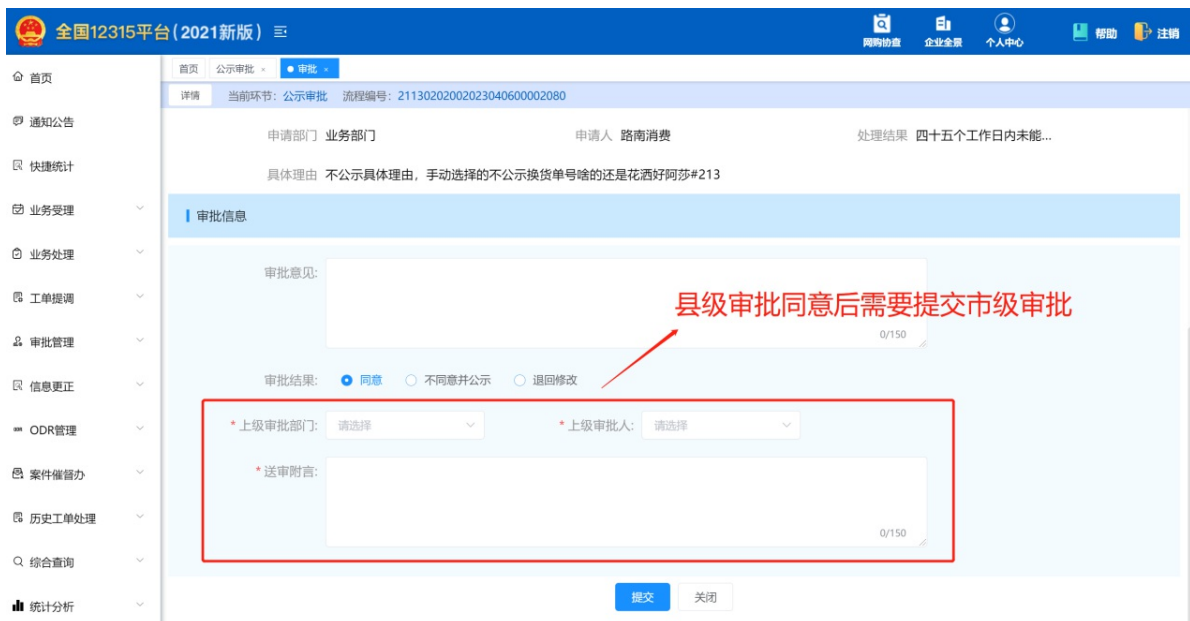 全国12315平台(2021新版)
网购协查 企业全景 个人中心 帮助 注销
首页
通知公告
快捷统计
业务受理
业务处理
工单提调
审批管理
信息更正
ODR管理
案件催督办
历史工单处理
综合查询
统计分析
首页 公示审批 × 审批 ×
详情 当前环节: 公示审批 流程编号: 21130202002023040600002080
申请部门 业务部门 申请人 路南消费 处理结果 四十五个工作日内未能...
具体理由 不公示具体理由，手动选择的不公示换货单号啥的还是花洒好阿莎#213
审批信息
审批意见:
县级审批同意后需要提交市级审批
0/150
审批结果: 同意 不同意并公示 退回修改
* 上级审批部门: 请选择 * 上级审批人: 请选择
* 送审附言:
0/150
提交 关闭